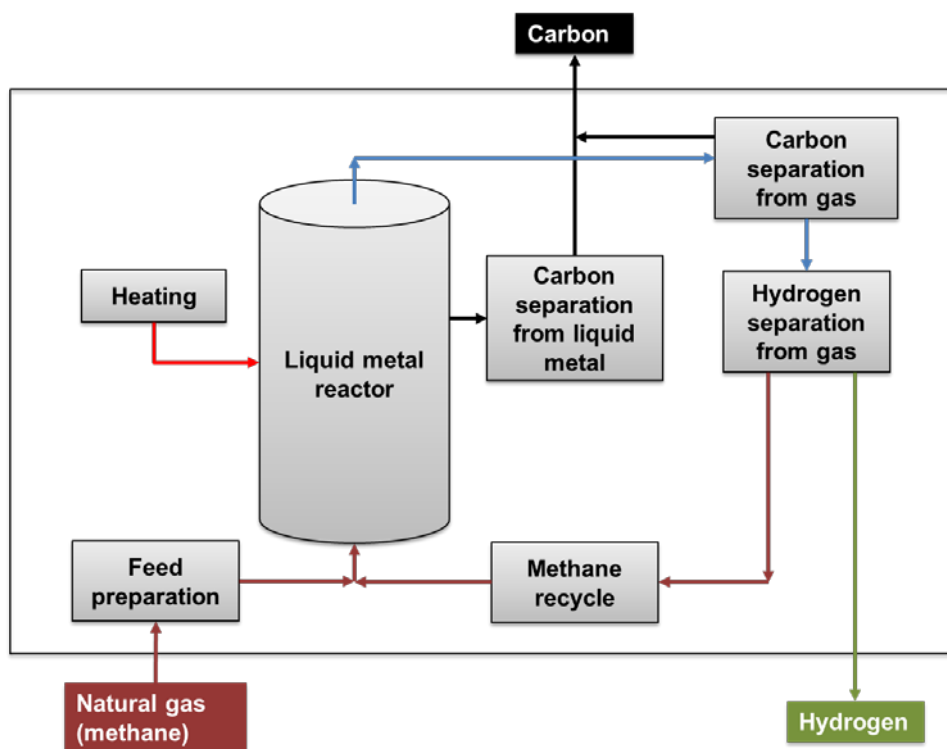 Carbon
Carbon
separation
from gas
Heating
Liquid metal
reactor
Carbon
separation
from liquid
metal
Hydrogen
separation
from gas
Feed
preparation
Methane
recycle
Natural gas
(methane)
Hydrogen